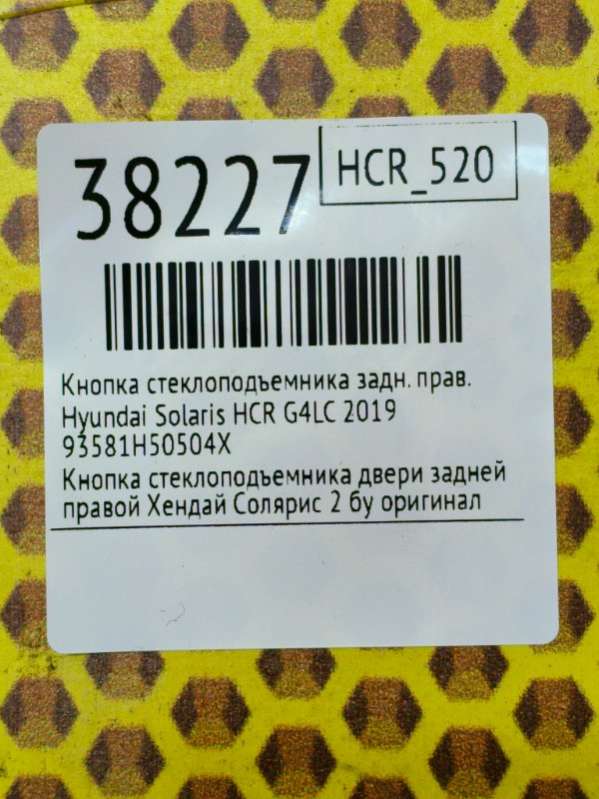 38227
HCR_520
Кнопка стеклоподъемника задн. прав.
Hyundai Solaris HCR G4LC 2019
93581H50504X
Кнопка стеклоподъемника двери задней
правой Хендай Солярис 2 бу оригинал